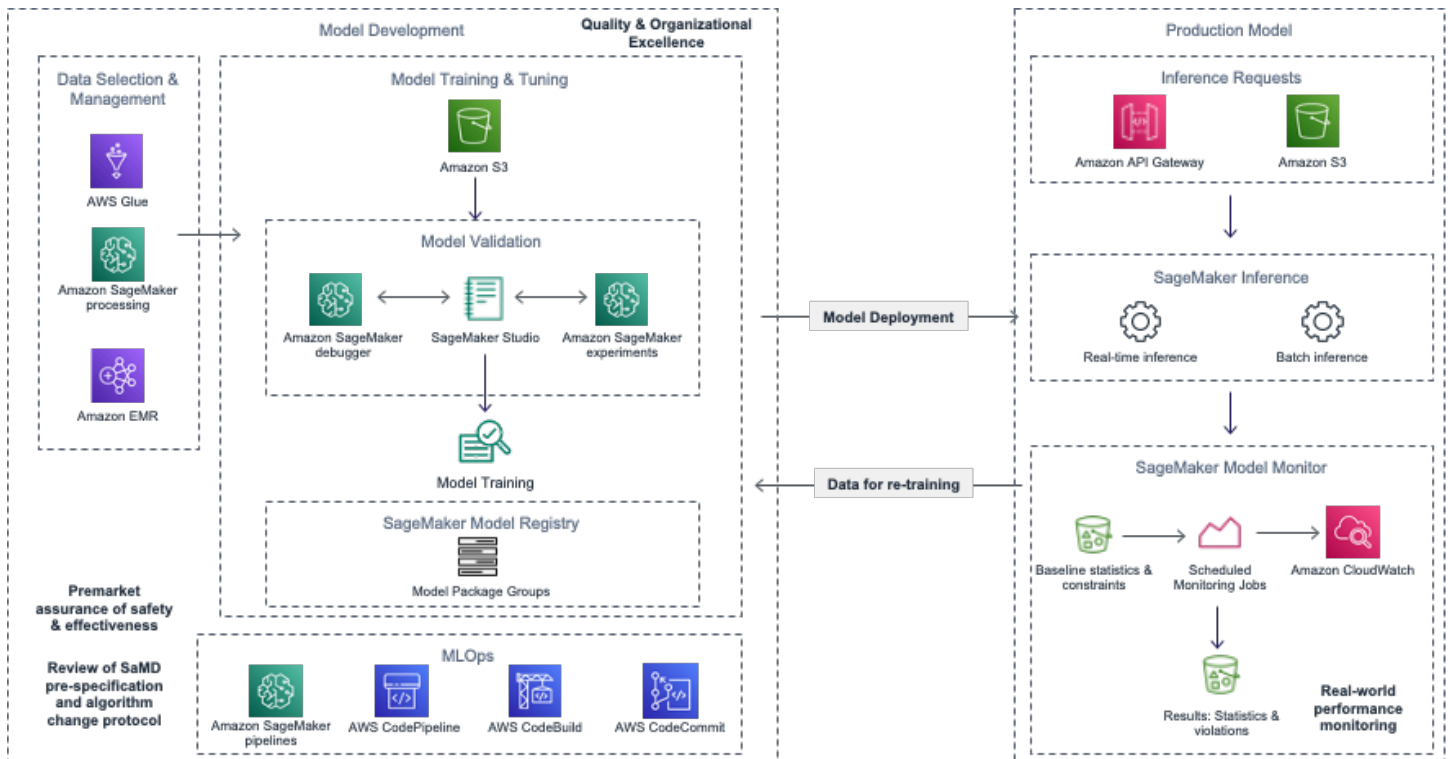 Model Development
Quality & Organizational
Excellence
Data Selection &
Management
AWS Glue
Amazon SageMaker
processing
Amazon EMR
Model Training & Tuning
Amazon S3
Model Validation
Amazon SageMaker
debugger
SageMaker Studio
Amazon SageMaker
experiments
Model Training
SageMaker Model Registry
Model Package Groups
Premarket
assurance of safety
& effectiveness
Review of SaMD
pre-specification
and algorithm
change protocol
MLOps
Amazon SageMaker
pipelines
AWS CodePipeline
AWS CodeBuild
AWS CodeCommit
Model Deployment
Data for re-training
Production Model
Inference Requests
Amazon API Gateway
Amazon S3
SageMaker Inference
Real-time inference
Batch inference
SageMaker Model Monitor
Baseline statistics &
constraints
Scheduled
Monitoring Jobs
Amazon CloudWatch
Results: Statistics &
violations
Real-world
performance
monitoring